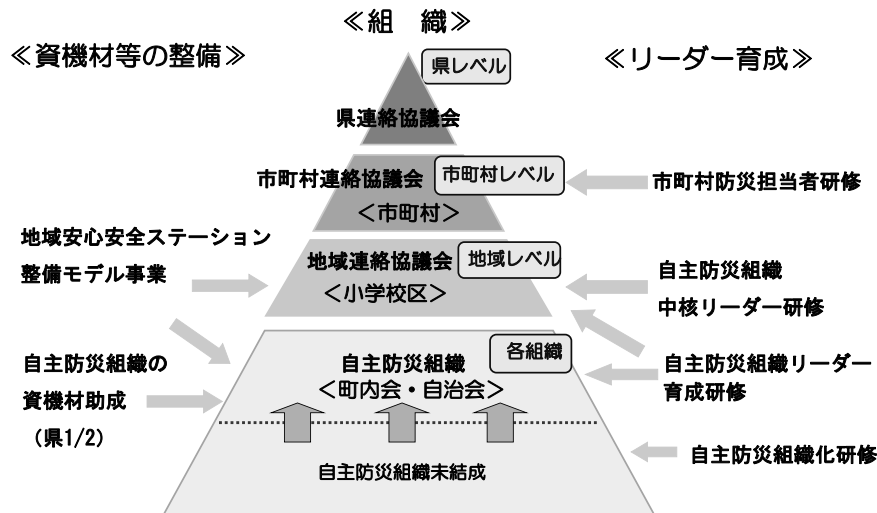 ≪組　織≫
≪資機材等の整備≫
≪リーダー育成≫
県レベル
県連絡協議会
市町村連絡協議会
市町村レベル
＜市町村＞
市町村防災担当者研修
地域安心安全ステーション
整備モデル事業
地域連絡協議会
地域レベル
＜小学校区＞
自主防災組織
中核リーダー研修
自主防災組織の
資機材助成
（県1/2）
各組織
自主防災組織
＜町内会・自治会＞
自主防災組織リーダー
育成研修
自主防災組織未結成
自主防災組織化研修